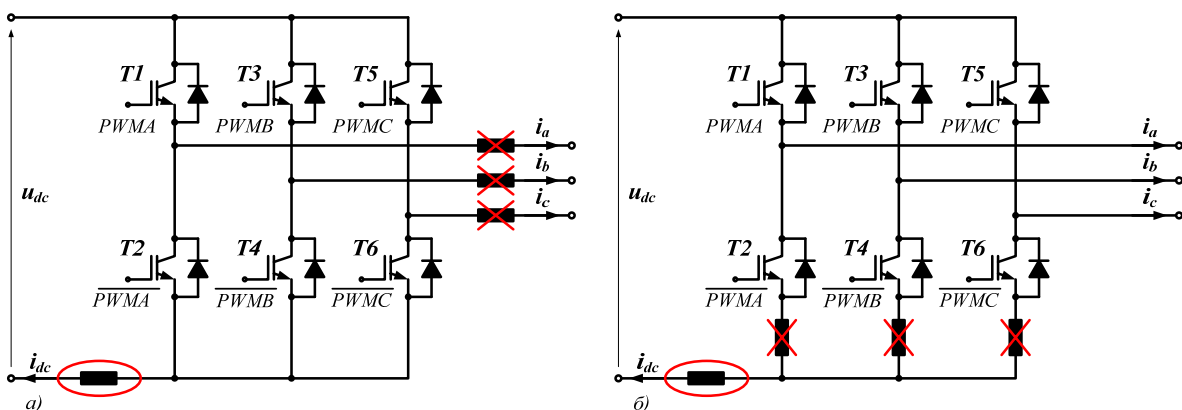 T1 T3 T5
PWMA PWMB PWMC
i_a
i_b
i_c
u_dc
T2 T4 T6
PWMA PWMB PWMC
i_dc
а)
T1 T3 T5
PWMA PWMB PWMC
i_a
i_b
i_c
u_dc
T2 T4 T6
PWMA PWMB PWMC
i_dc
б)